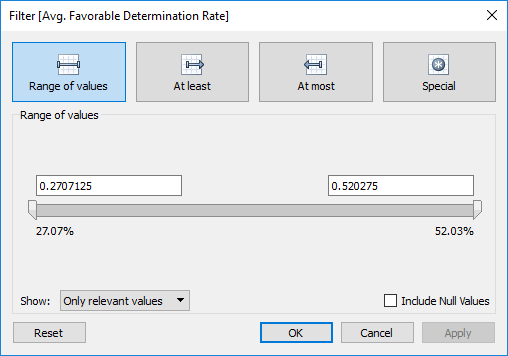 Filter [Avg. Favorable Determination Rate]
Range of values At least At most Special
Range of values
0.2707125 0.520275
27.07% 52.03%
Show: Only relevant values Include Null Values
Reset OK Cancel Apply